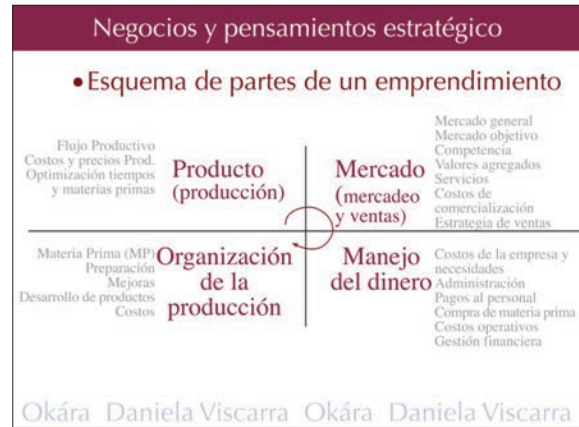 Negocios y pensamientos estratégico
• Esquema de partes de un emprendimiento
Flujo Productivo
Costos y precios Prod.
Optimización tiempos
y materias primas
Producto
(producción)
Mercado
(mercadeo
y ventas)
Mercado general
Mercado objetivo
Competencia
Valores agregados
Servicios
Costos de
comercialización
Estrategia de ventas
Materia Prima (MP)
Preparación
Mejoras
Desarrollo de productos
Costos
Organización
de la
producción
Manejo
del dinero
Costos de la empresa y
necesidades
Administración
Pagos al personal
Compra de materia prima
Costos operativos
Gestión financiera
Okára Daniela Viscarra Okára Daniela Viscarra